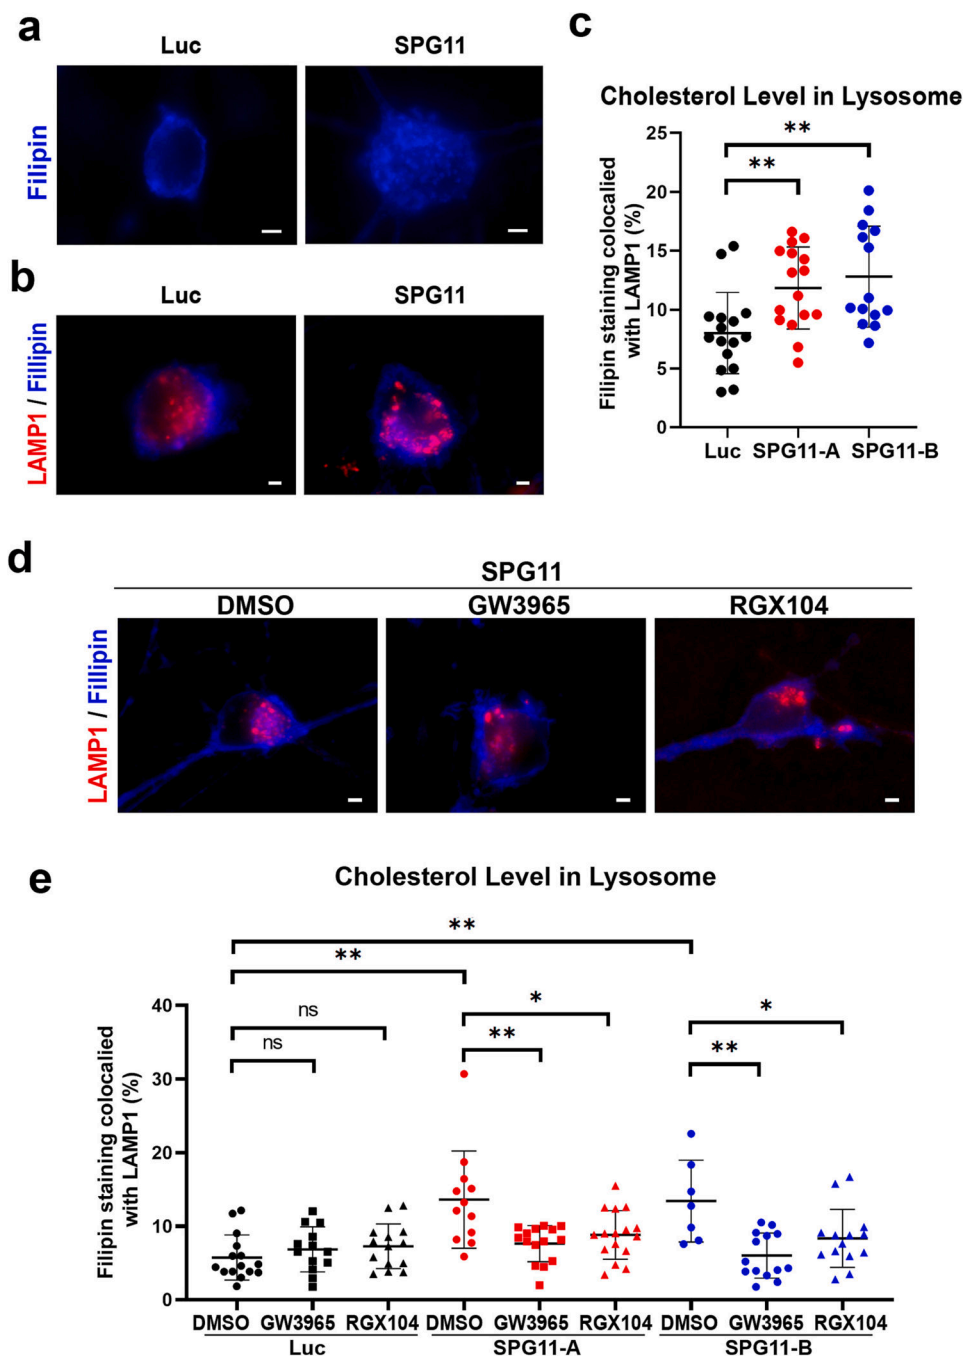 a
Luc
SPG11
Filipin
b
Luc
SPG11
LAMP1 / Fillipin
c
Cholesterol Level in Lysosome
**
**
Filipin staining colocalied
with LAMP1 (%)
25
20
15
10
5
0
Luc
SPG11-A
SPG11-B
d
SPG11
DMSO
GW3965
RGX104
LAMP1 / Fillipin
e
Cholesterol Level in Lysosome
**
**
ns
ns
*
**
*
**
Filipin staining colocalied
with LAMP1 (%)
40
30
20
10
0
DMSO GW3965 RGX104 DMSO GW3965 RGX104 DMSO GW3965 RGX104
Luc SPG11-A SPG11-B